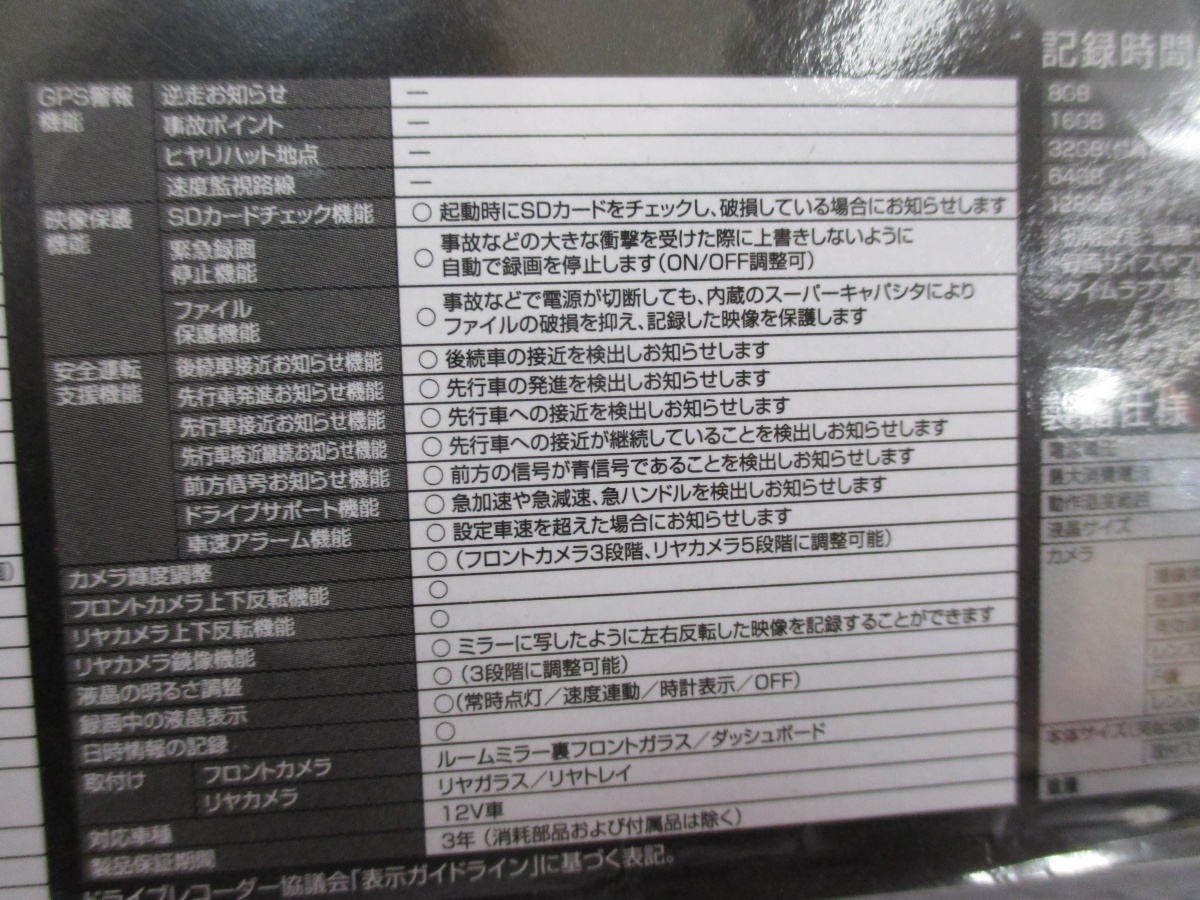 GPS警報機能 逆走お知らせ ―
事故ポイント ―
ヒヤリハット地点 ―
速度監視路線 ―
映像保護機能 SDカードチェック機能 ○ 起動時にSDカードをチェックし、破損している場合にお知らせします
緊急録画
停止機能
○ 事故などの大きな衝撃を受けた際に上書きしないように
自動で録画を停止します(ON/OFF調整可)
ファイル
保護機能
○ 事故などで電源が切断しても、内蔵のスーパーキャパシタにより
ファイルの破損を抑え、記録した映像を保護します
安全運転
支援機能
後続車接近お知らせ機能 ○ 後続車の接近を検出しお知らせします
先行車発進お知らせ機能 ○ 先行車の発進を検出しお知らせします
先行車接近お知らせ機能 ○ 先行車への接近を検出しお知らせします
先行車接近継続お知らせ機能 ○ 先行車への接近が継続していることを検出しお知らせします
前方信号お知らせ機能 ○ 前方の信号が青信号であることを検出しお知らせします
ドライブサポート機能 ○ 急加速や急減速、急ハンドルを検出しお知らせします
車速アラーム機能 ○ 設定車速を超えた場合にお知らせします
カメラ輝度調整 ○ (フロントカメラ3段階、リヤカメラ5段階に調整可能)
フロントカメラ上下反転機能 ○
リヤカメラ上下反転機能 ○
リヤカメラ鏡像機能 ○ ミラーに写したように左右反転した映像を記録することができます
液晶の明るさ調整 ○ (3段階に調整可能)
録画中の液晶表示 ○(常時点灯／速度連動／時計表示／OFF)
日時情報の記録 ○
取付け フロントカメラ ルームミラー裏フロントガラス／ダッシュボード
リヤカメラ リヤガラス／リヤトレイ
対応車種 12V車
製品保証期間 3年 (消耗部品および付属品は除く)
ドライブレコーダー協議会「表示ガイドライン」に基づく表記。
記録時間
8GB
16GB
32GB
64GB
128GB
最大消費電
動作温度範囲
液晶サイズ
カメラ
F値
本体サイズ